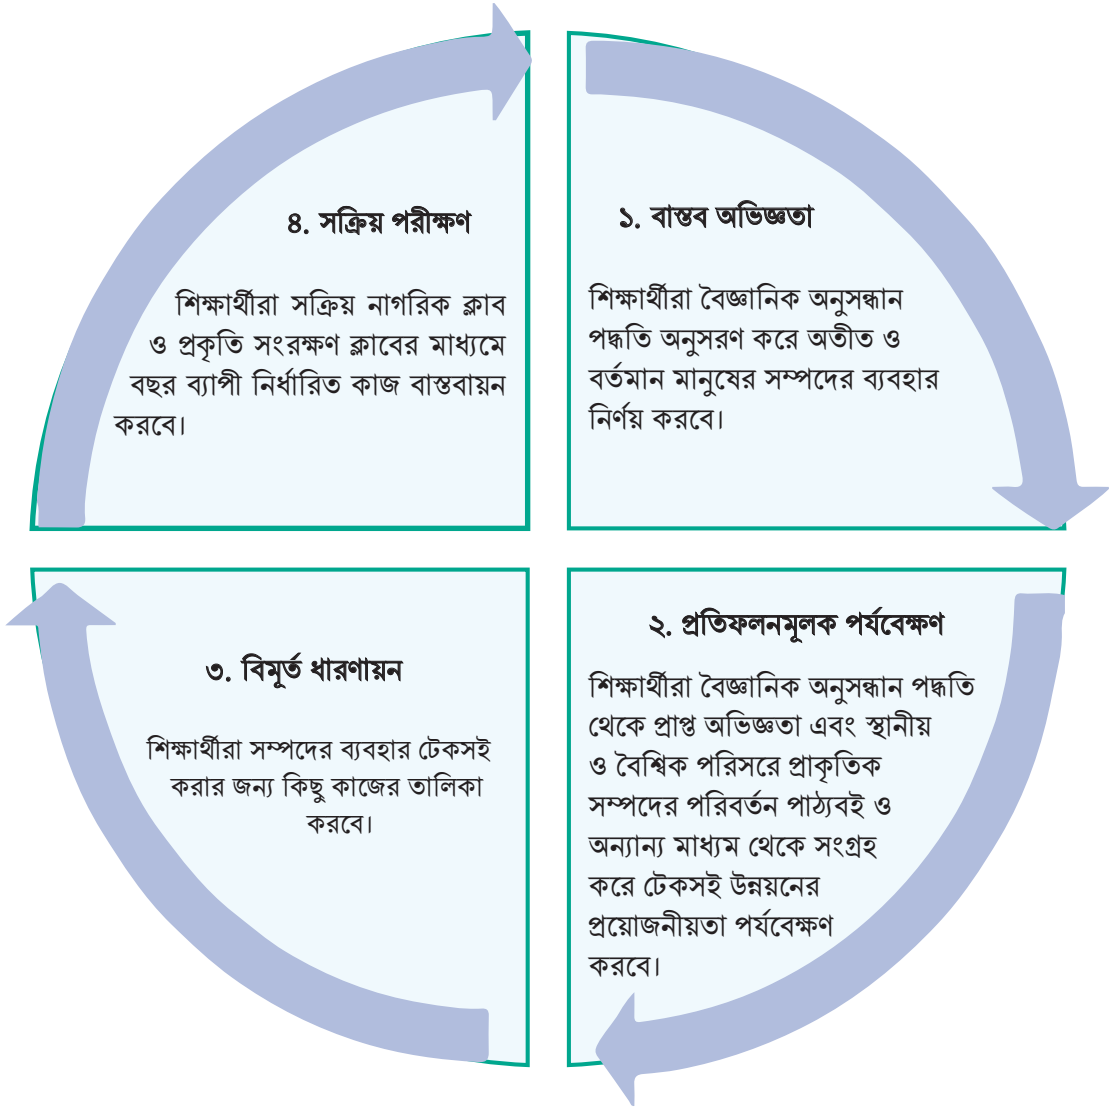 ১. বাস্তব অভিজ্ঞতা
শিক্ষার্থীরা বৈজ্ঞানিক অনুসন্ধান
পদ্ধতি অনুসরণ করে অতীত ও
বর্তমান মানুষের সম্পদের ব্যবহার
নির্ণয় করবে।
২. প্রতিফলনমূলক পর্যবেক্ষণ
শিক্ষার্থীরা বৈজ্ঞানিক অনুসন্ধান পদ্ধতি
থেকে প্রাপ্ত অভিজ্ঞতা এবং স্থানীয়
ও বৈশ্বিক পরিসরে প্রাকৃতিক
সম্পদের পরিবর্তন পাঠ্যবই ও
অন্যান্য মাধ্যম থেকে সংগ্রহ
করে টেকসই উন্নয়নের
প্রয়োজনীয়তা পর্যবেক্ষণ
করবে।
৩. বিমূর্ত ধারণায়ন
শিক্ষার্থীরা সম্পদের ব্যবহার টেকসই
করার জন্য কিছু কাজের তালিকা
করবে।
৪. সক্রিয় পরীক্ষণ
শিক্ষার্থীরা সক্রিয় নাগরিক ক্লাব
ও প্রকৃতি সংরক্ষণ ক্লাবের মাধ্যমে
বছর ব্যাপী নির্ধারিত কাজ বাস্তবায়ন
করবে।